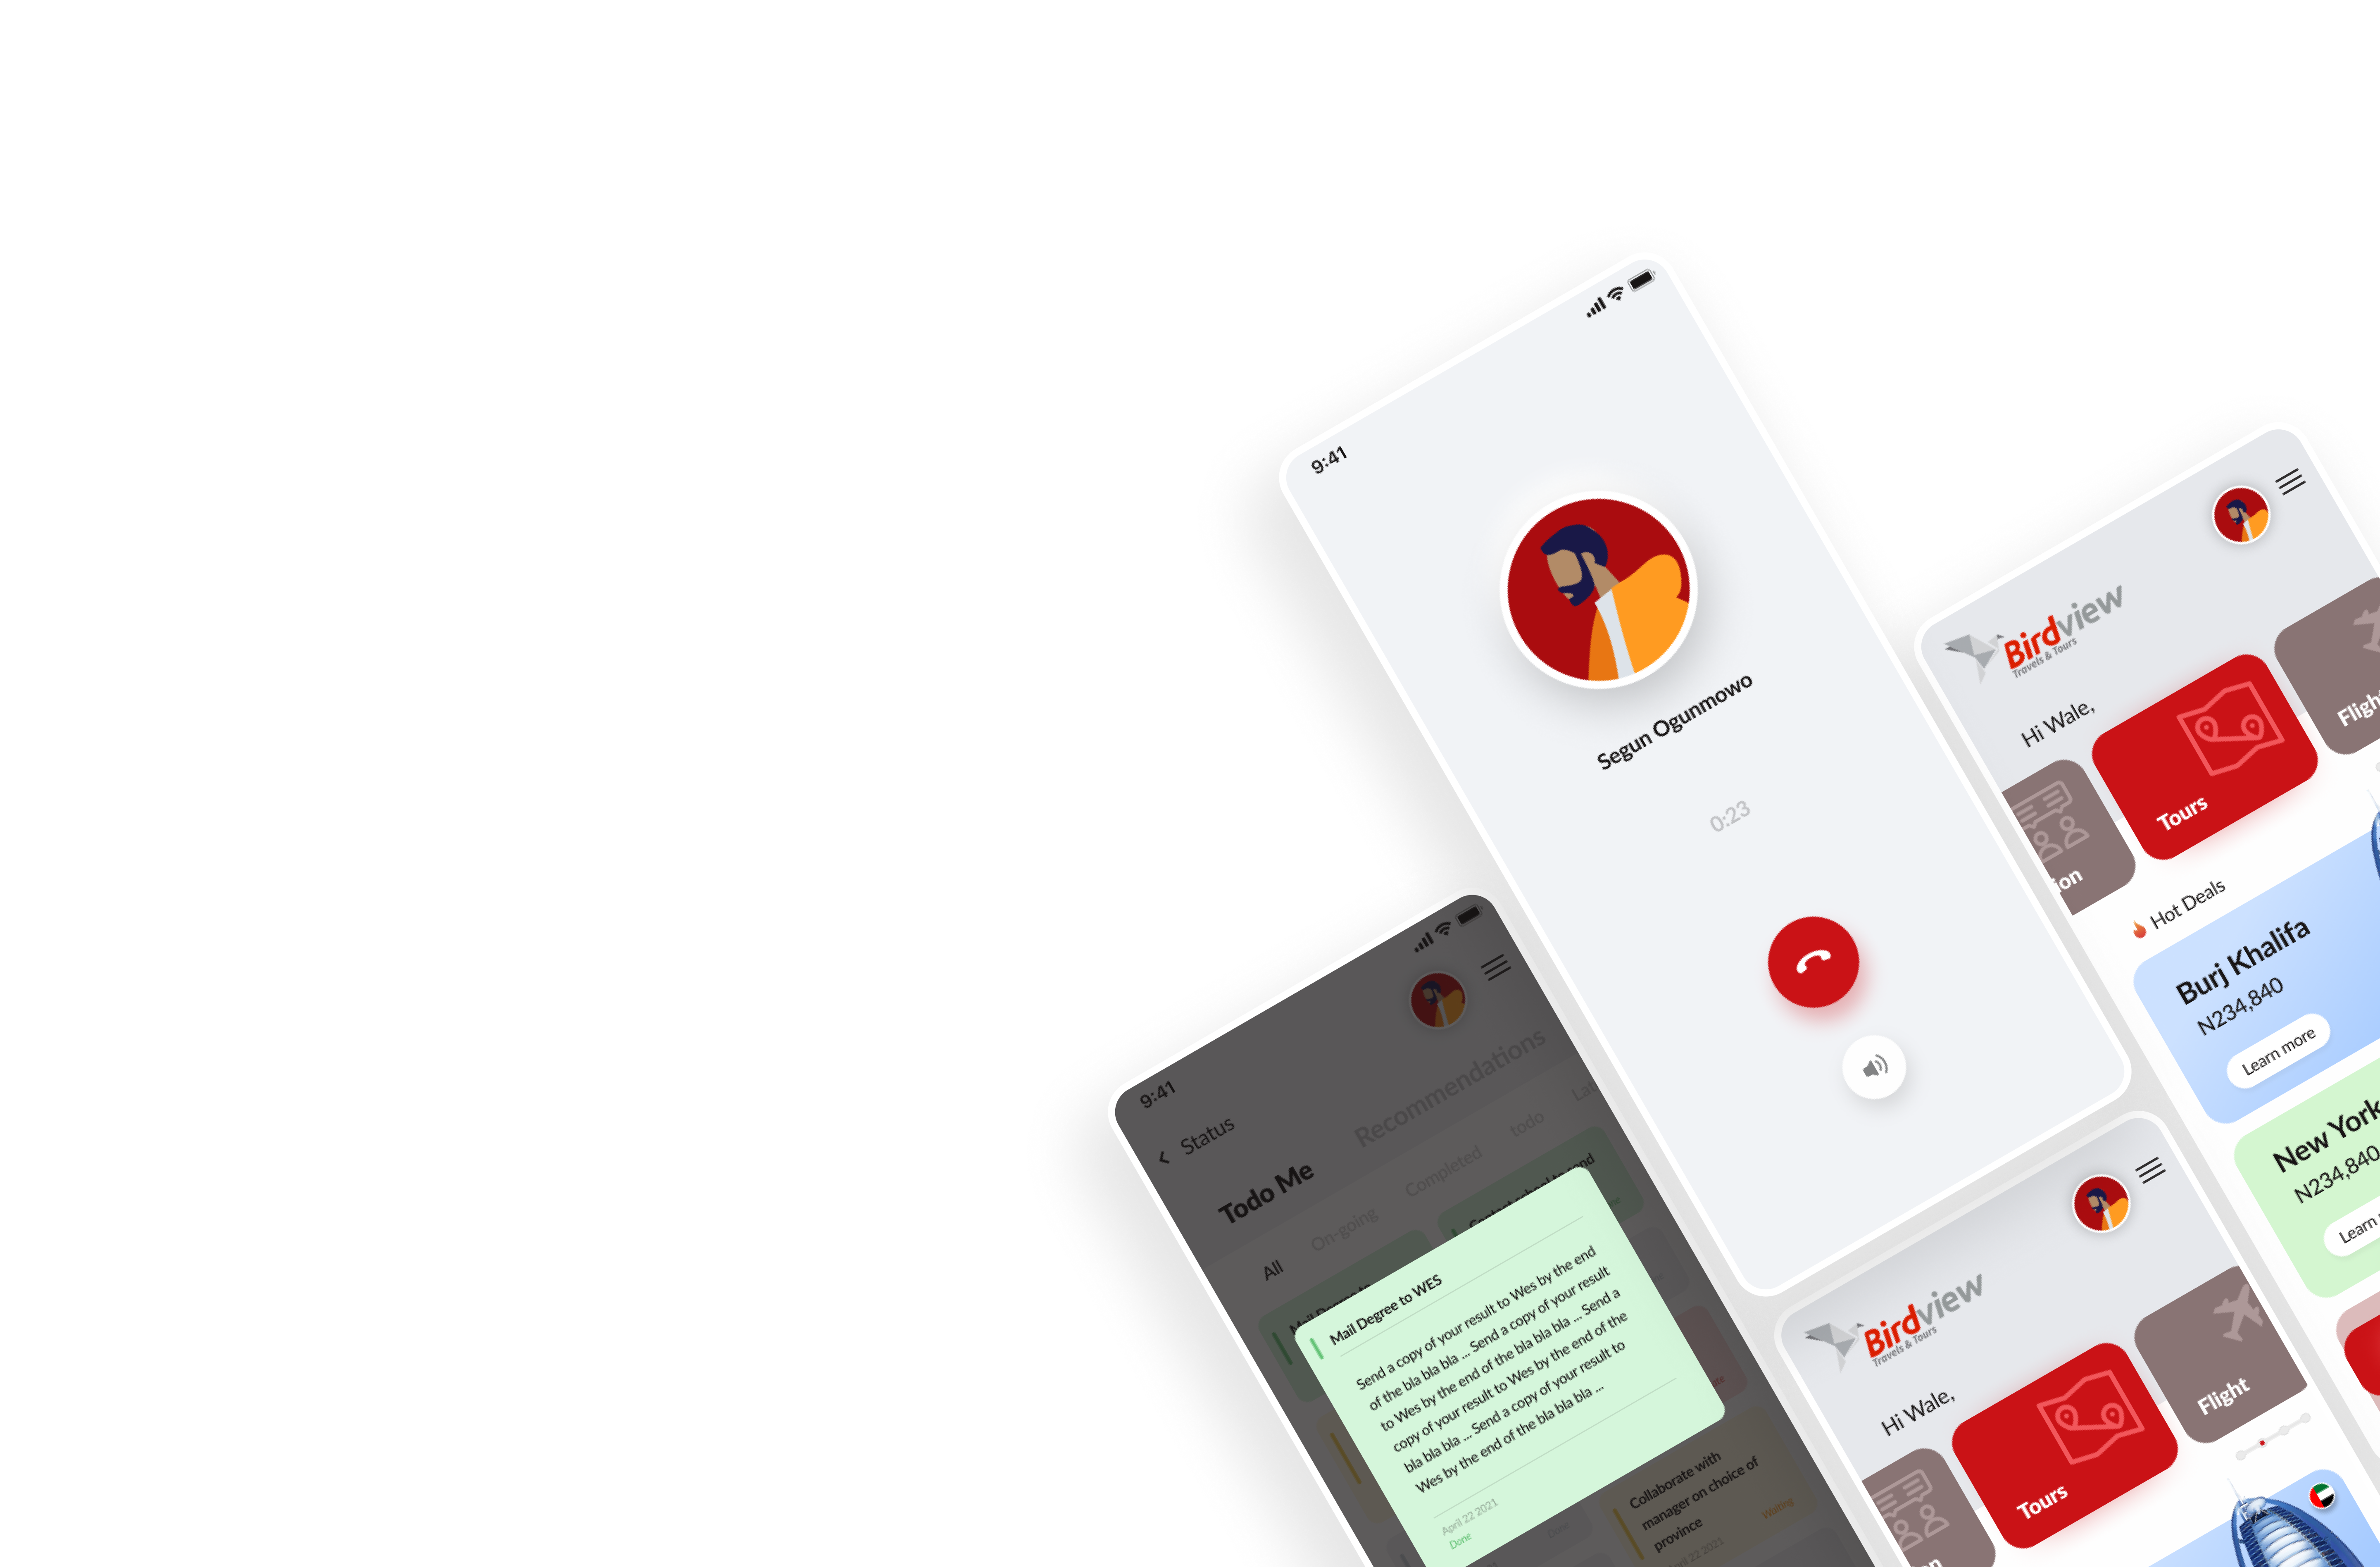 9:41
Segun Ogunmowo
0:23
9:41
Status
Todo Me
Recommendations
All
On-going
Completed
todo
Mail Degree to WES
Send a copy of your result to Wes by the end
of the bla bla bla ... Send a copy of your result
to Wes by the end of the bla bla bla ... Send a
copy of your result to Wes by the end of the
bla bla bla ... Send a copy of your result to
Wes by the end of the bla bla bla ...
April 22 2021
Done
Collaborate with
manager on choice of
province
April 22 2021
Waiting
Birdview
Travels & Tours
Hi Wale,
Tours
Hot Deals
Burj Khalifa
N234,840
Learn more
New York
N234,840
Learn
Birdview
Travels & Tours
Hi Wale,
Tours
Flight